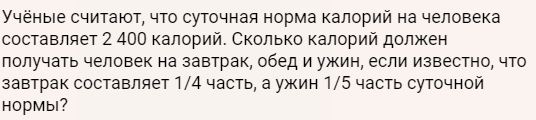 Учёные считают, что суточная норма калорий на человека
составляет 2 400 калорий. Сколько калорий должен
получать человек на завтрак, обед и ужин, если известно, что
завтрак составляет 1/4 часть, а ужин 1/5 часть суточной
нормы?